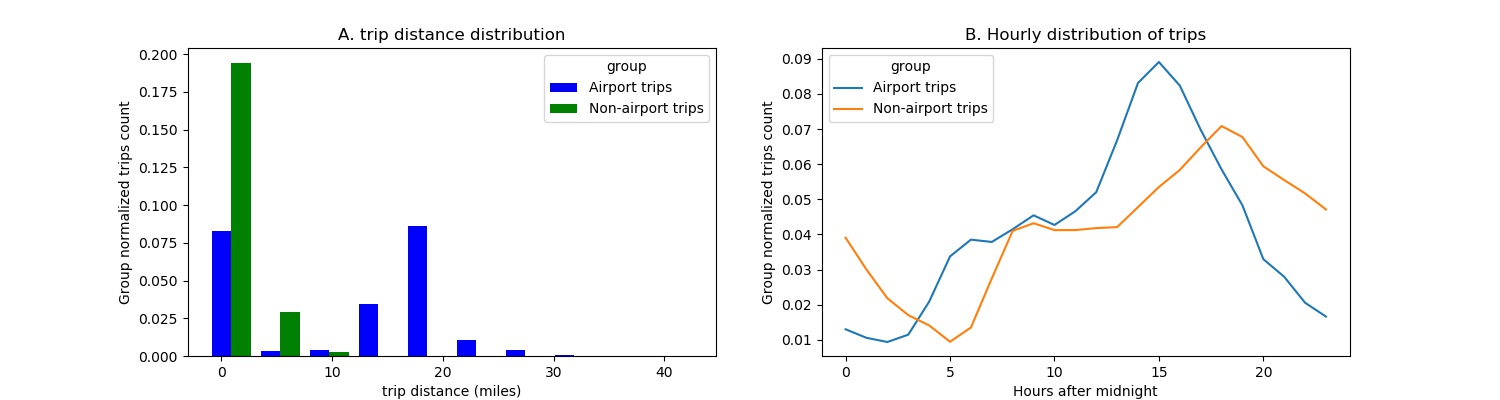 A. trip distance distribution
Group normalized trips count
0.200
0.175
0.150
0.125
0.100
0.075
0.050
0.025
0.000
group
Airport trips
Non-airport trips
0
10
20
30
40
trip distance (miles)
B. Hourly distribution of trips
Group normalized trips count
0.09
0.08
0.07
0.06
0.05
0.04
0.03
0.02
0.01
group
Airport trips
Non-airport trips
0
5
10
15
20
Hours after midnight